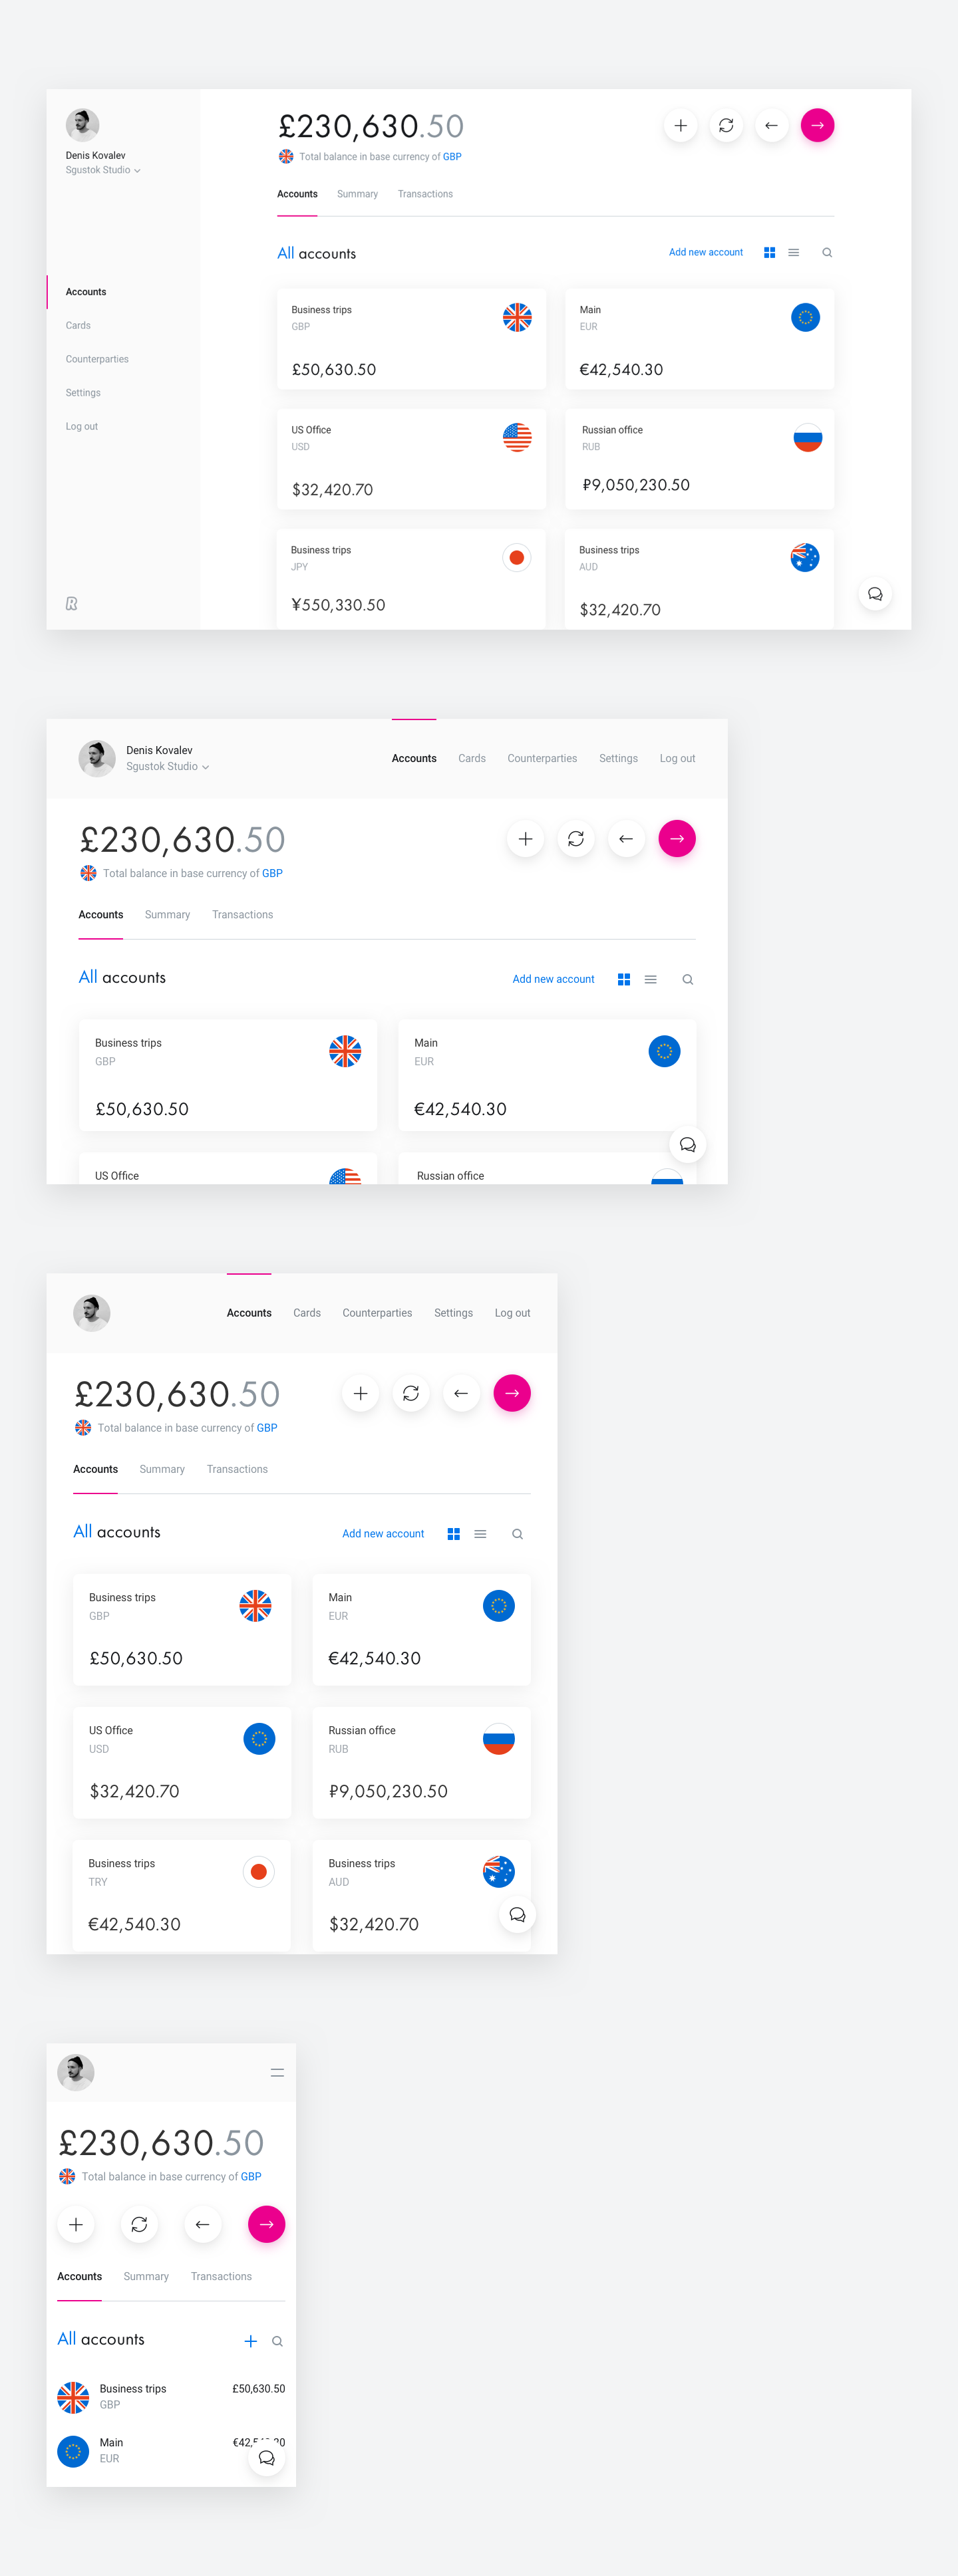 £230,630.50
Denis Kovalev
Total balance in base currency of GBP
Sgustok Studio
Accounts Summary Transactions
All accounts
Add new account
Accounts
Cards
Counterparties
Settings
Log out
R
Business trips
GBP
£50,630.50
Main
EUR
€42,540.30
US Office
USD
$32,420.70
Russian office
RUB
₽9,050,230.50
Business trips
JPY
¥550,330.50
Business trips
AUD
$32,420.70
Denis Kovalev
Sgustok Studio
Accounts Cards Counterparties Settings Log out
£230,630.50
Total balance in base currency of GBP
Accounts Summary Transactions
All accounts
Add new account
Business trips
GBP
£50,630.50
Main
EUR
€42,540.30
US Office
Russian office
Accounts Cards Counterparties Settings Log out
£230,630.50
Total balance in base currency of GBP
Accounts Summary Transactions
All accounts
Add new account
Business trips
GBP
£50,630.50
Main
EUR
€42,540.30
US Office
USD
$32,420.70
Russian office
RUB
₽9,050,230.50
Business trips
TRY
€42,540.30
Business trips
AUD
$32,420.70
£230,630.50
Total balance in base currency of GBP
Accounts Summary Transactions
All accounts
Business trips £50,630.50
GBP
Main
EUR